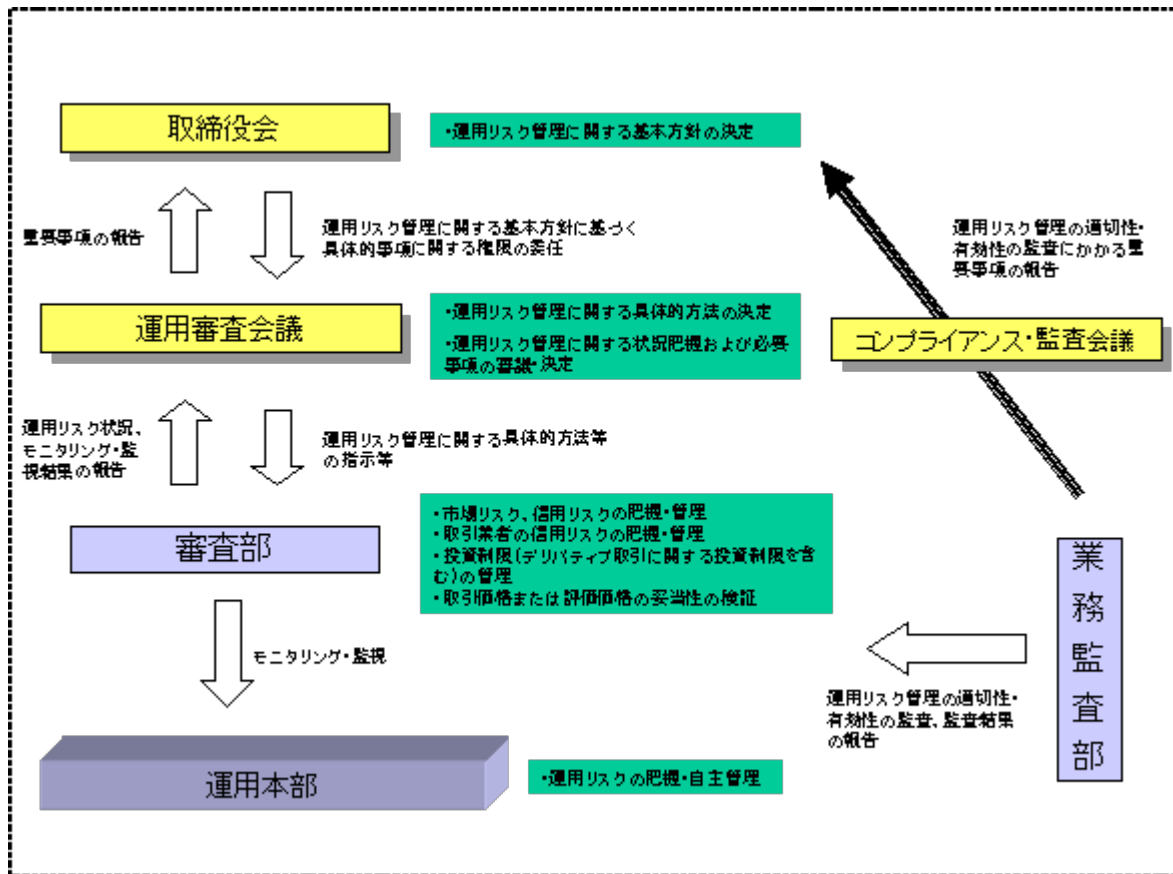 取締役会
・運用リスク管理に関する基本方針の決定
重要事項の報告
運用リスク管理に関する基本方針に基づく
具体的事項に関する権限の委任
運用リスク管理の適切性・
有効性の監査にかかる重
要事項の報告
運用審査会議
・運用リスク管理に関する具体的方法の決定
・運用リスク管理に関する状況把握および必要
事項の審議・決定
コンプライアンス・監査会議
運用リスク状況、
モニタリング・監
視結果の報告
運用リスク管理に関する具体的方法等
の指示等
審査部
・市場リスク、信用リスクの把握・管理
・取引業者の信用リスクの把握・管理
・投資制限(デリバティブ取引に関する投資制限を含
む)の管理
・取引価格または評価価格の妥当性の検証
業務監査部
モニタリング・監視
運用リスク管理の適切性・
有効性の監査、監査結果
の報告
運用本部
・運用リスクの把握・自主管理